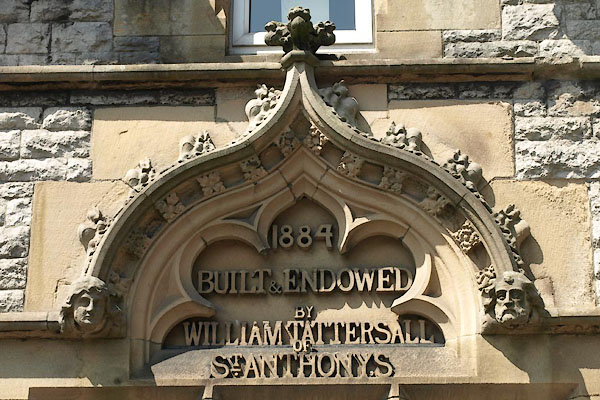 1884
BUILT & ENDOWED
BY
WILLIAM TATTERSALL
OF
ST ANTHONYS